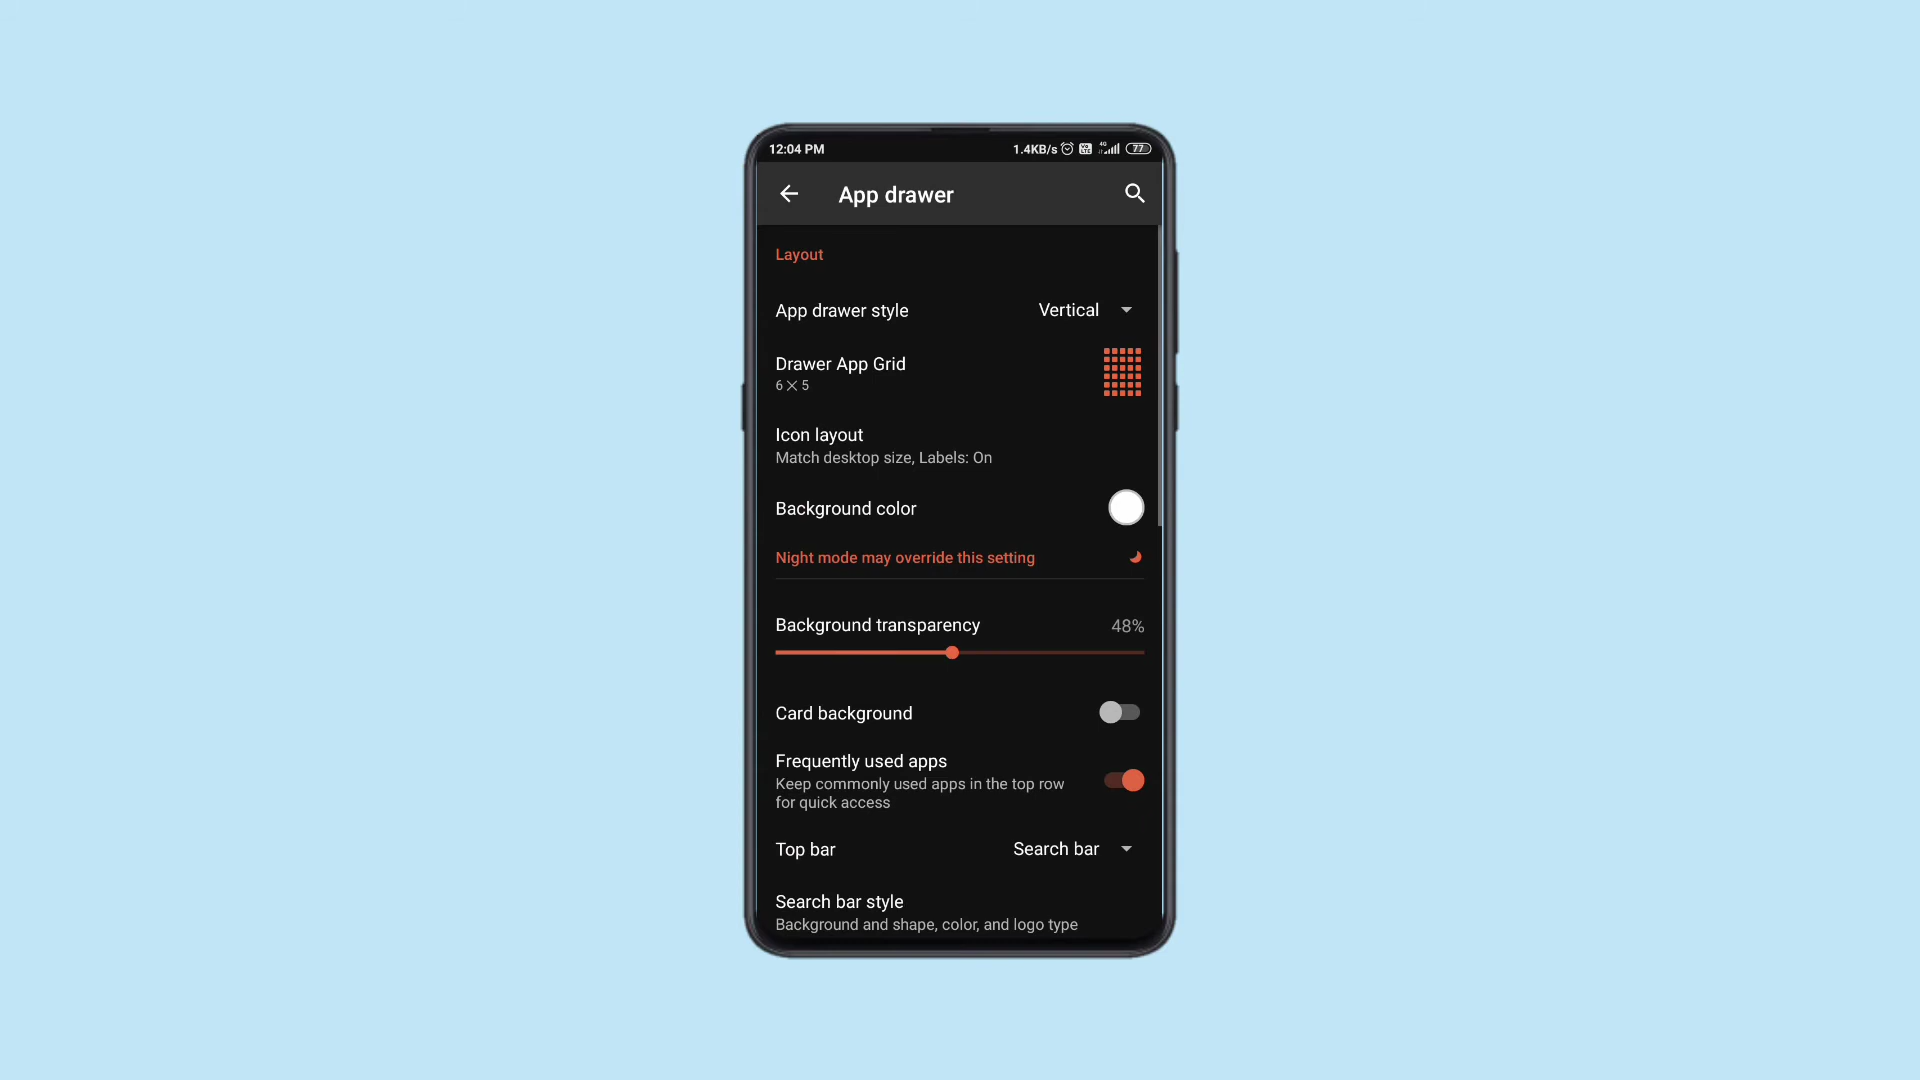 12:04 PM 1.4KB/s 4G 77
App drawer
Layout
App drawer style Vertical
Drawer App Grid
6 × 5
Icon layout
Match desktop size, Labels: On
Background color
Night mode may override this setting
Background transparency 48%
Card background
Frequently used apps
Keep commonly used apps in the top row
for quick access
Top bar Search bar
Search bar style
Background and shape, color, and logo type